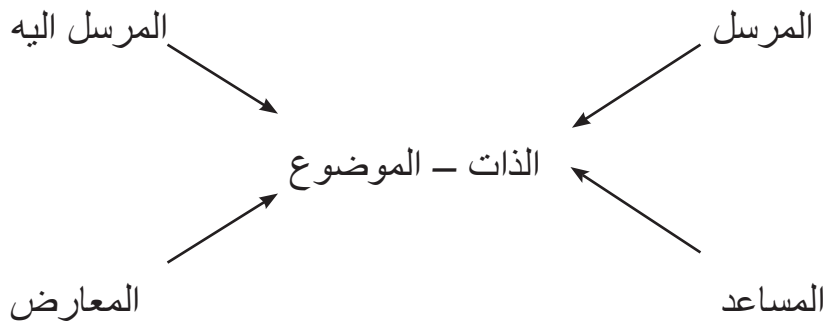 المرسل
المرسل اليه
الذات – الموضوع
المساعد
المعارض